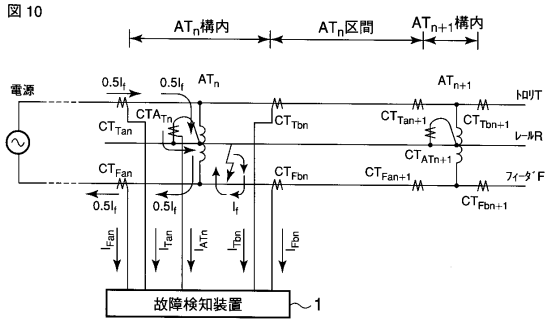 図 10
ATn構内
ATn区間
ATn+1構内
電源
0.5If
0.5If
ATn
ATn+1
トロリT
CTTan
CTATn
CTTbn
CTTan+1
CTTbn+1
レールR
CTATn+1
CTFan
CTFbn
CTFan+1
フィーダF
CTFbn+1
0.5If
0.5If
If
IFan
ITan
IATn
ITbn
IFbn
故障検知装置
1